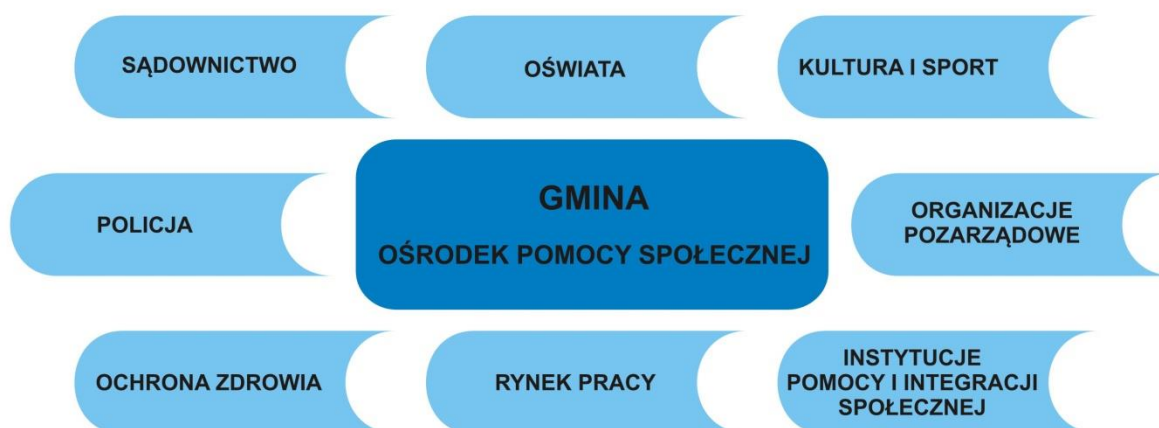 SĄDOWNICTWO
OŚWIATA
KULTURA I SPORT
POLICJA
GMINA
OŚRODEK POMOCY SPOŁECZNEJ
ORGANIZACJE
POZARZĄDOWE
OCHRONA ZDROWIA
RYNEK PRACY
INSTYTUCJE
POMOCY I INTEGRACJI
SPOŁECZNEJ